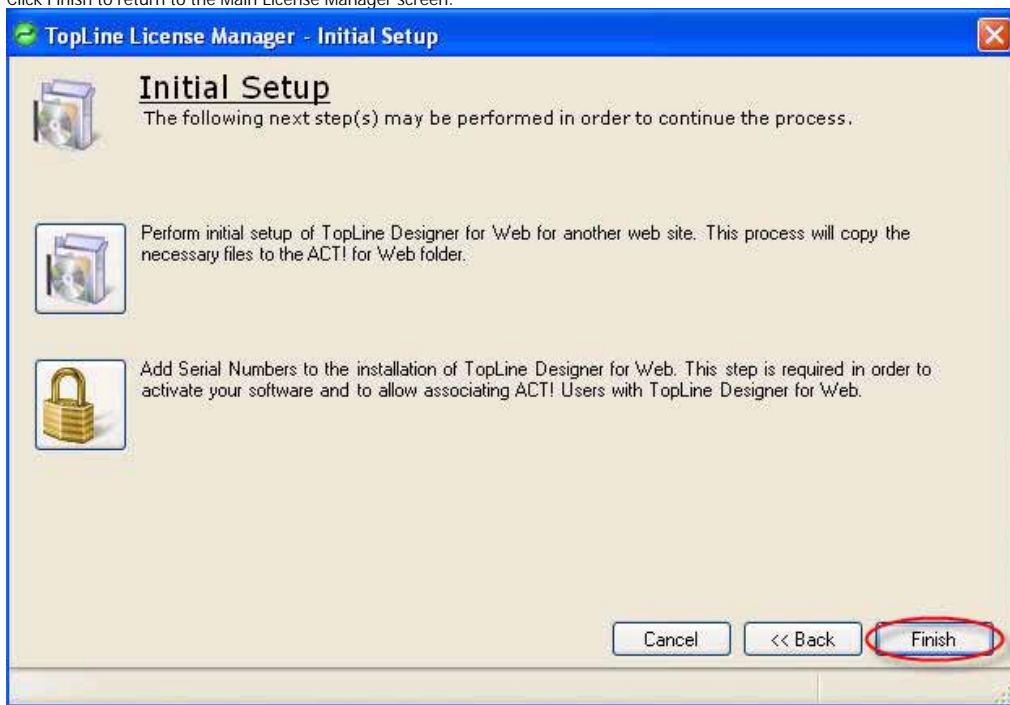 Click Finish to return to the Main License Manager screen.
TopLine License Manager - Initial Setup
Initial Setup
The following next step(s) may be performed in order to continue the process.
Perform initial setup of TopLine Designer for Web for another web site. This process will copy the
necessary files to the ACT! for Web folder.
Add Serial Numbers to the installation of TopLine Designer for Web. This step is required in order to
activate your software and to allow associating ACT! Users with TopLine Designer for Web.
Cancel << Back Finish